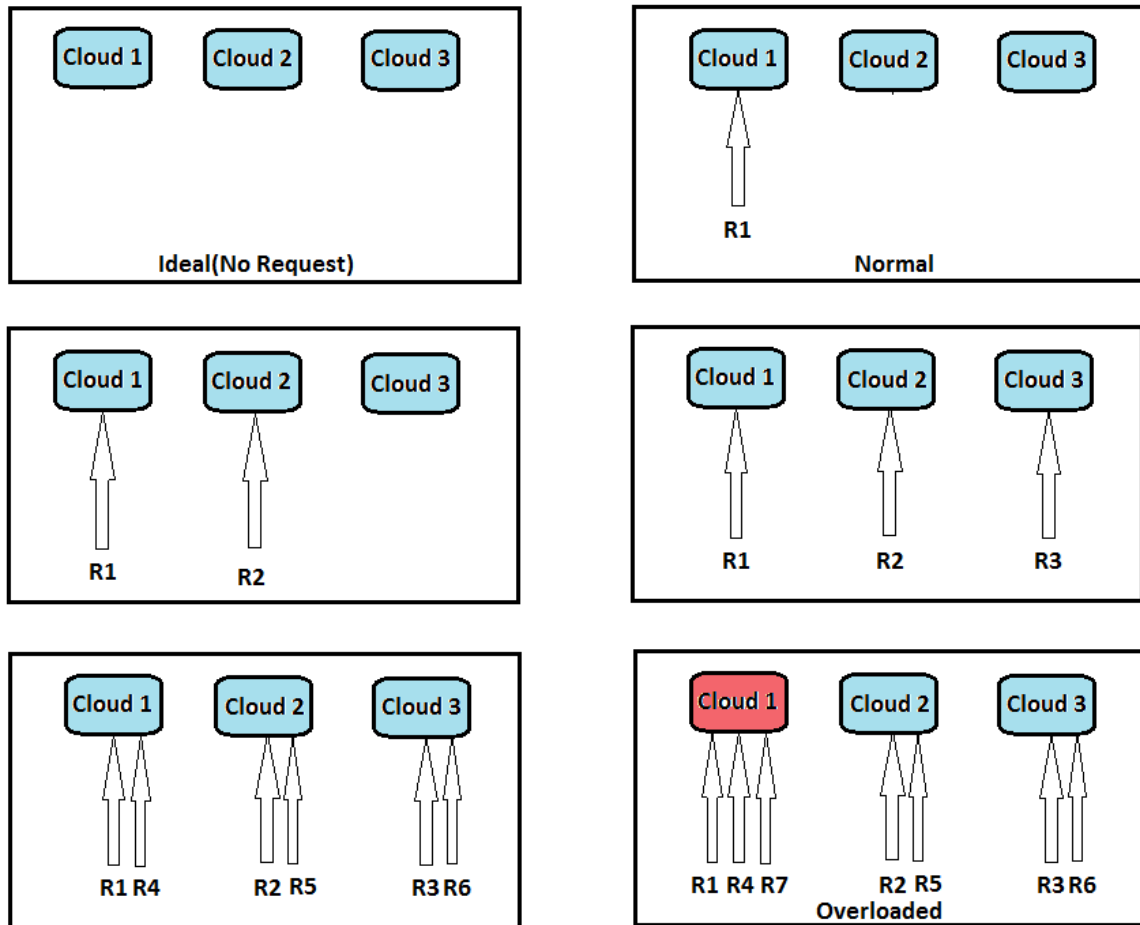 Cloud 1 Cloud 2 Cloud 3
Ideal(No Request)
Cloud 1 Cloud 2 Cloud 3
R1
Normal
Cloud 1 Cloud 2 Cloud 3
R1 R2
Cloud 1 Cloud 2 Cloud 3
R1 R2 R3
Cloud 1 Cloud 2 Cloud 3
R1 R4 R2 R5 R3 R6
Cloud 1 Cloud 2 Cloud 3
R1 R4 R7 R2 R5 R3 R6
Overloaded